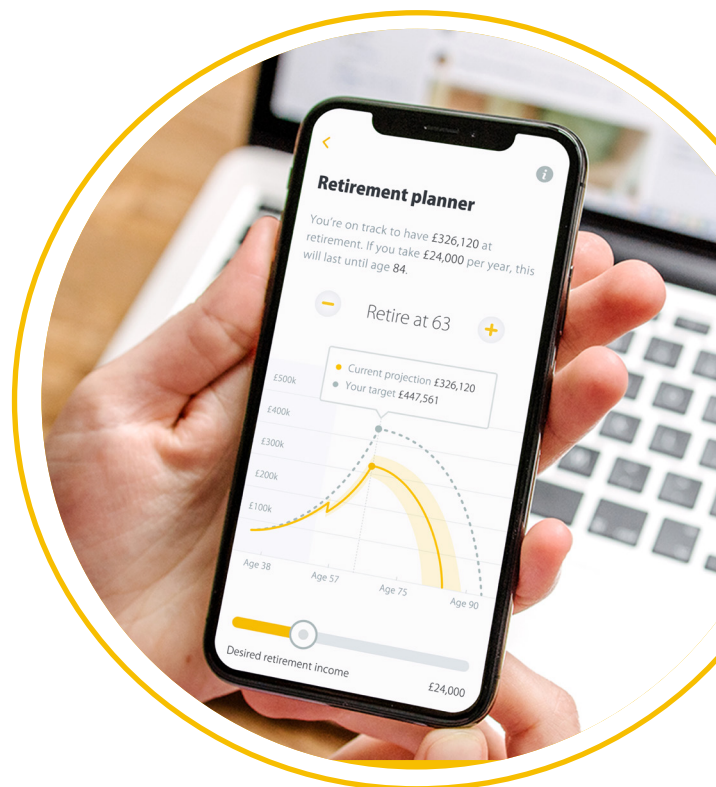 Retirement planner
You're on track to have £326,120 at
retirement. If you take £24,000 per year, this
will last until age 84.
Retire at 63
Current projection £326,120
Your target £447,561
£500k
£400k
£300k
£200k
£100k
Age 38
Age 57
Age 75
Age 90
Desired retirement income
£24,000